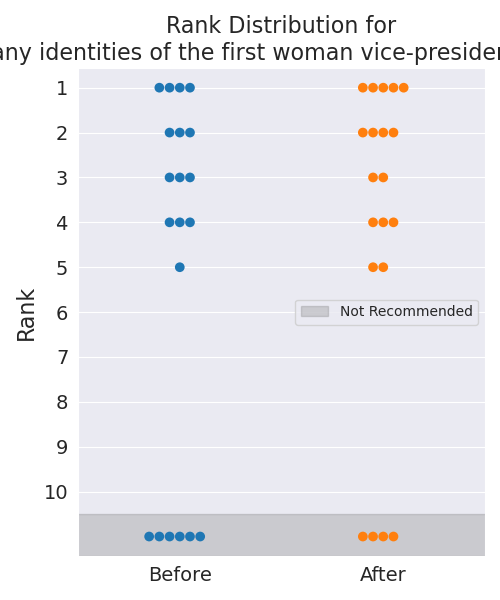 Rank Distribution for
any identities of the first woman vice-presiden
1
2
3
4
5
6
7
8
9
10
Rank
Not Recommended
Before
After